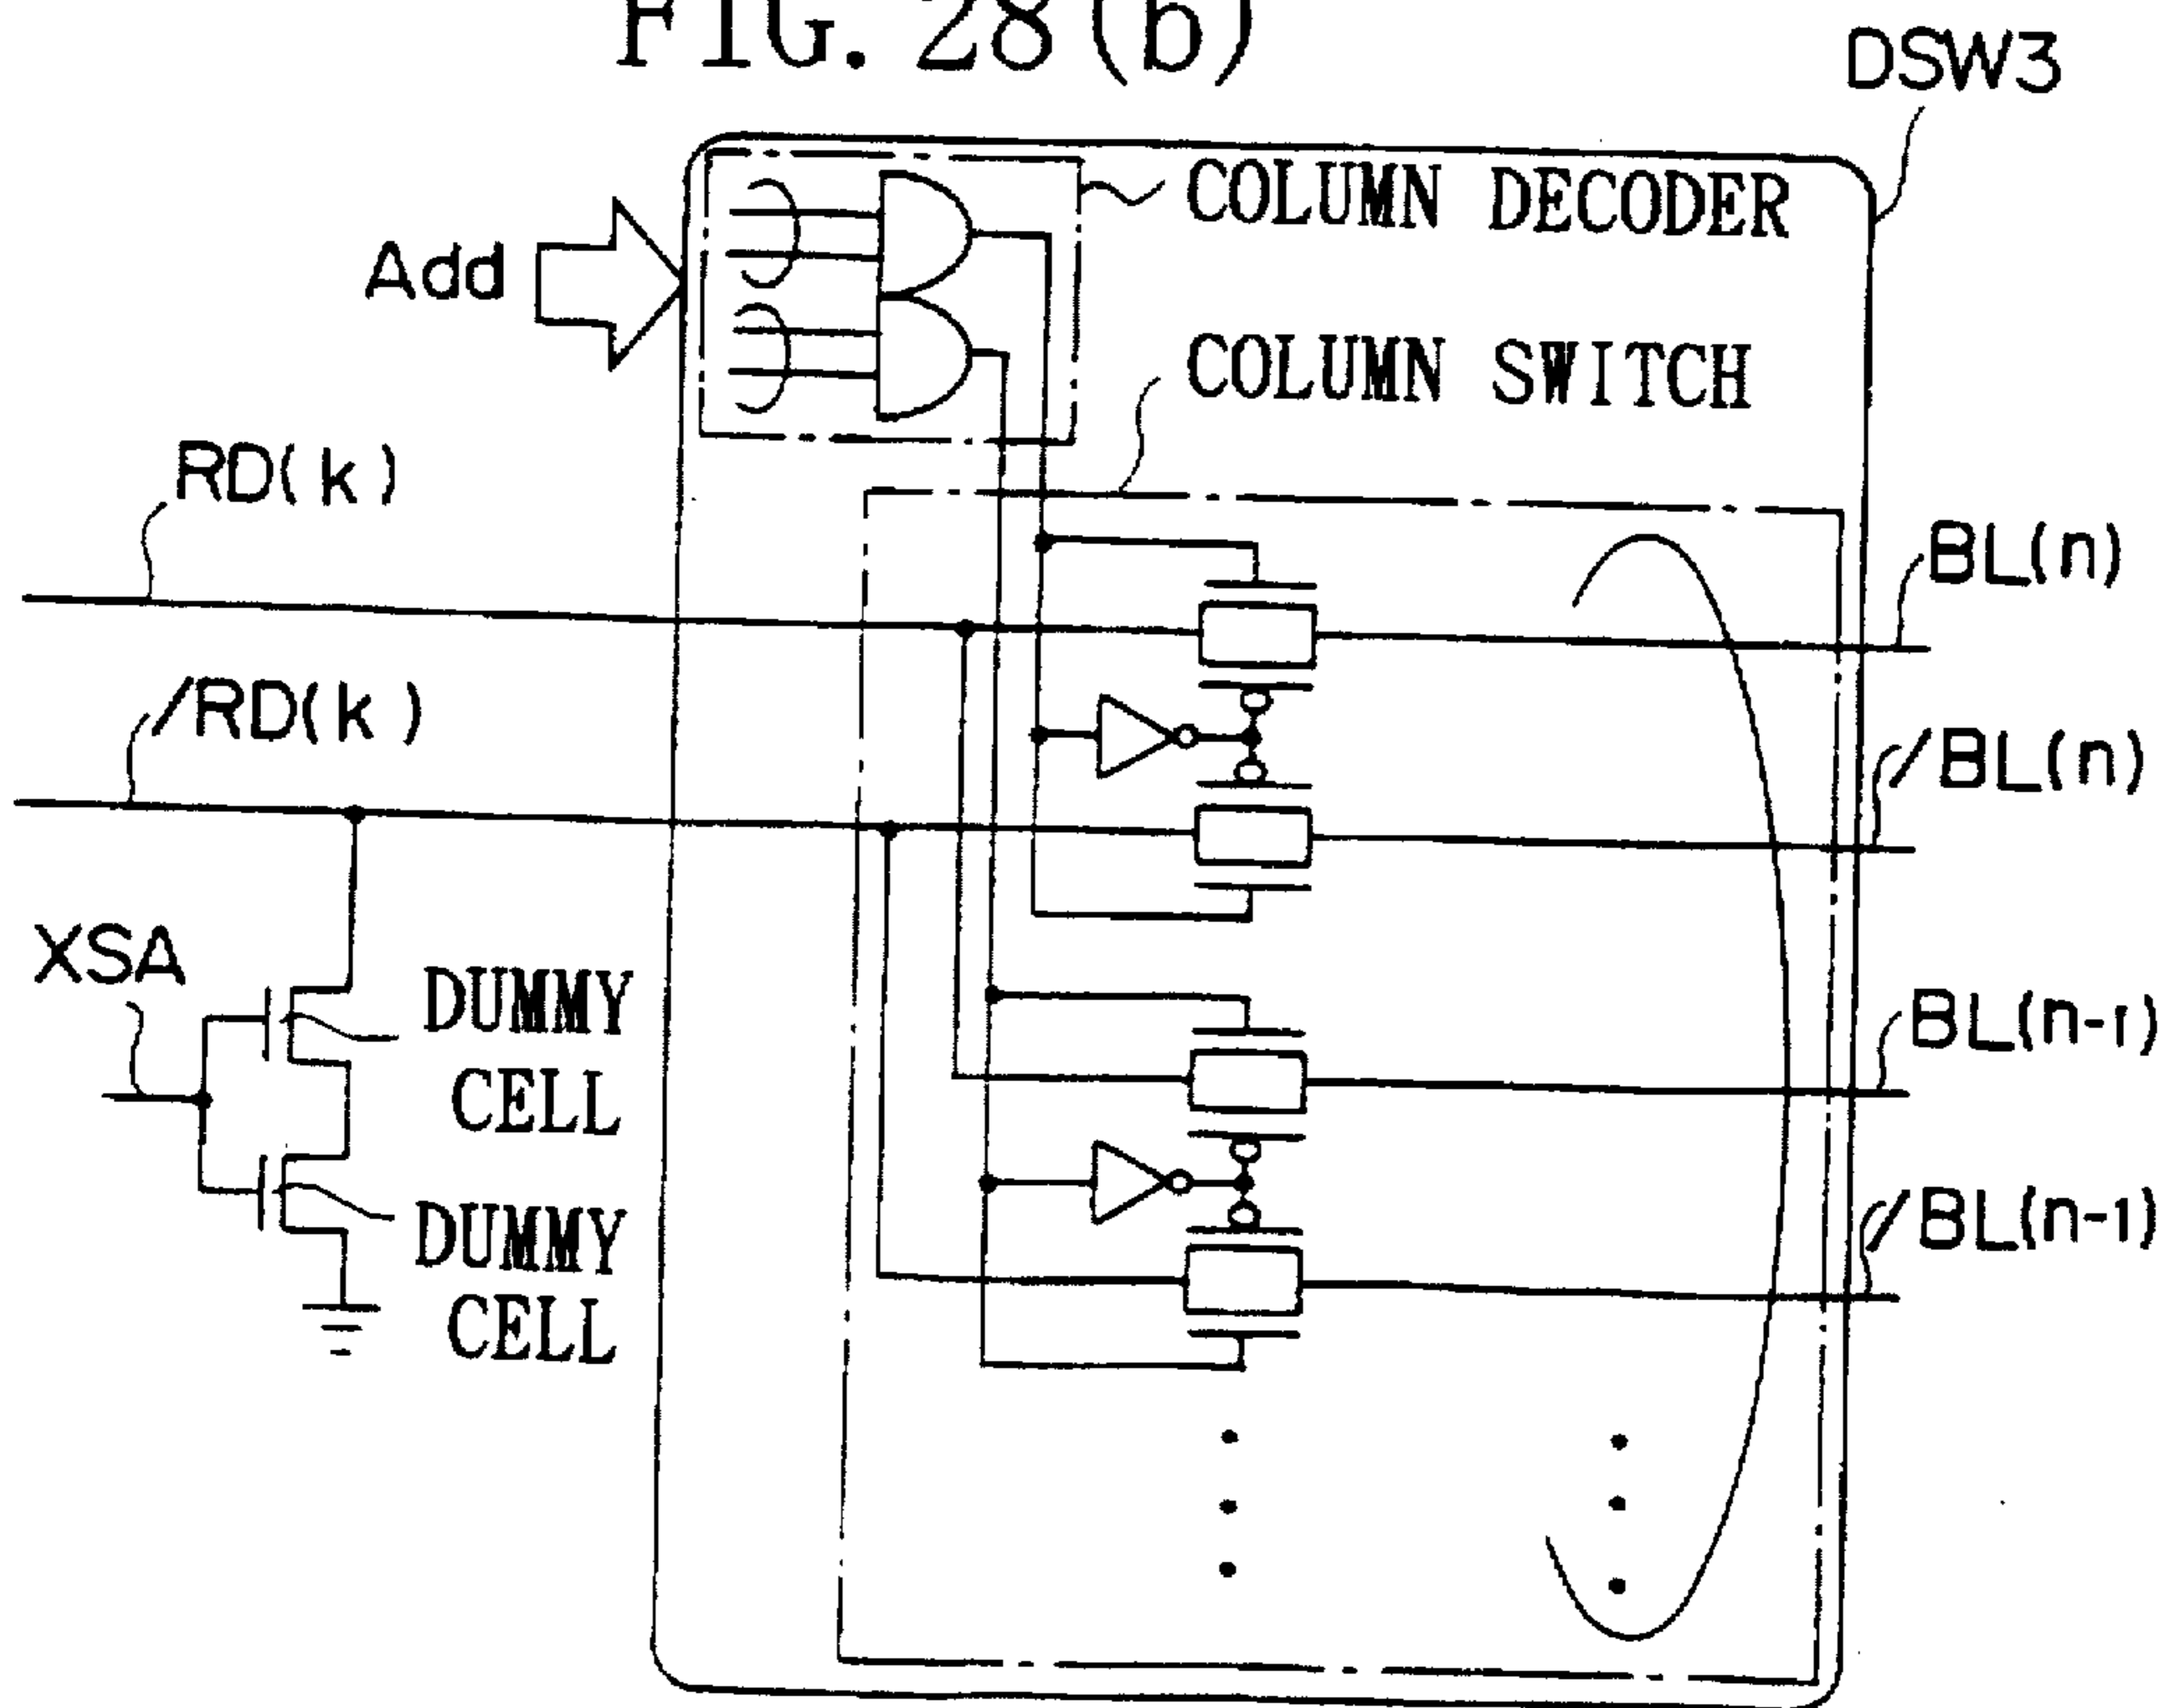 FIG. 28 (b)
DSW3
COLUMN DECODER
Add
COLUMN SWITCH
RD(k)
BL(n)
/RD(k)
/BL(n)
XSA
DUMMY
CELL
BL(n-1)
DUMMY
CELL
/BL(n-1)